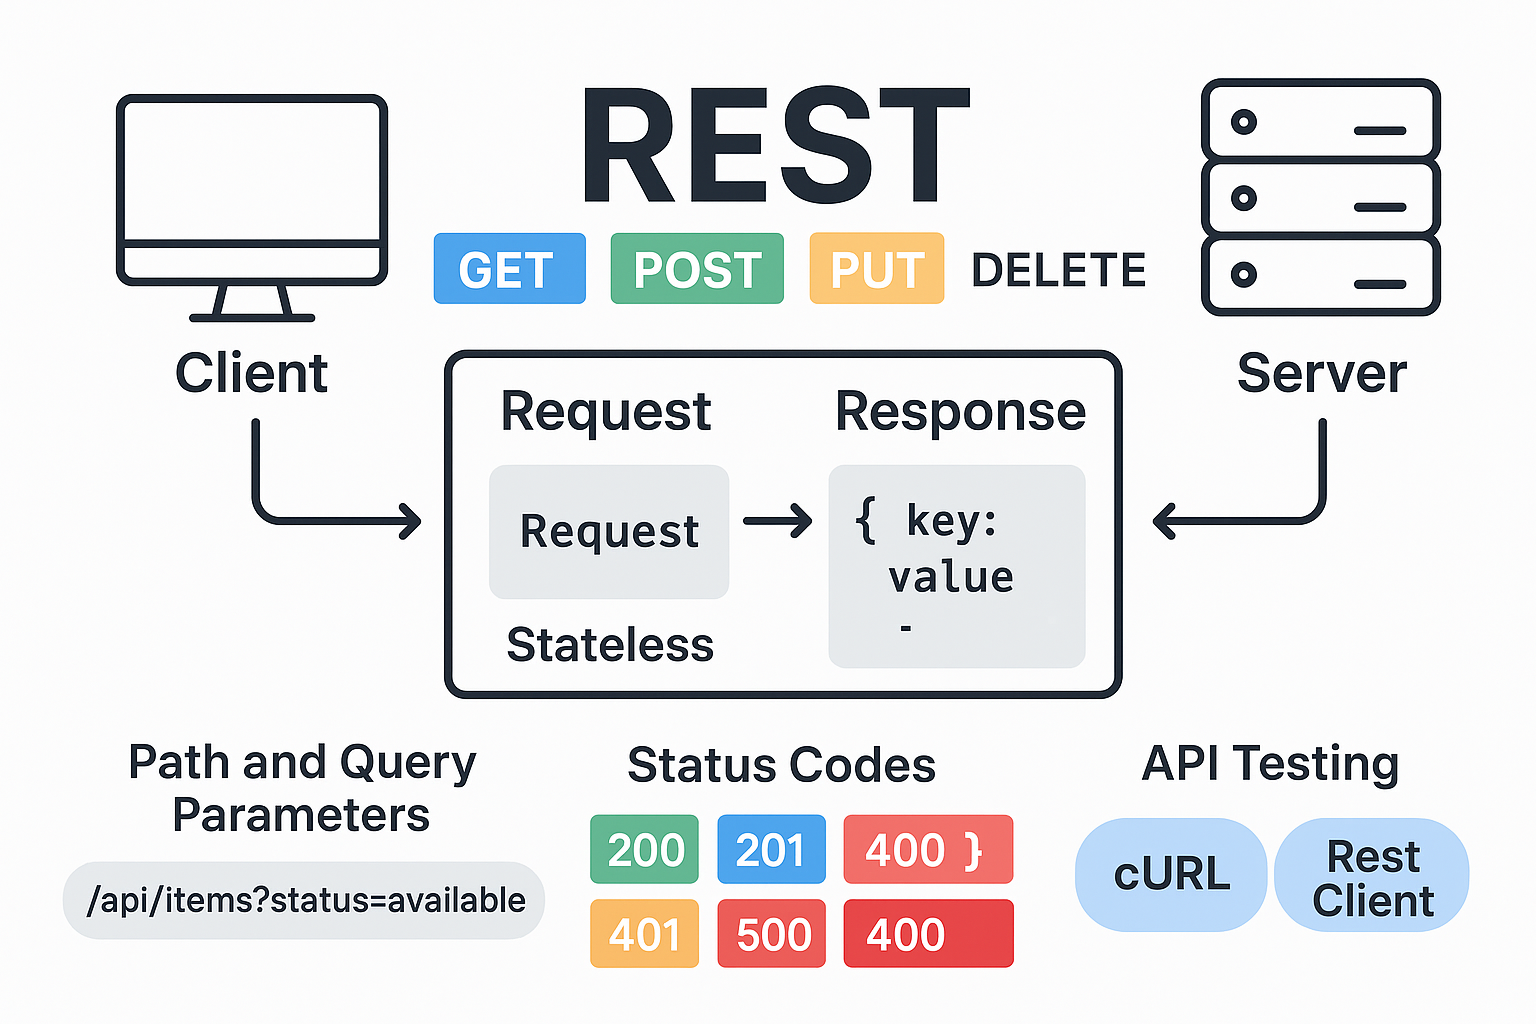 REST
GET POST PUT DELETE
Client
Server
Request
Response
Request
{ key:
value
-
Stateless
Path and Query
Parameters
/api/items?status=available
Status Codes
200 201 400 }
401 500 400
API Testing
cURL
Rest
Client